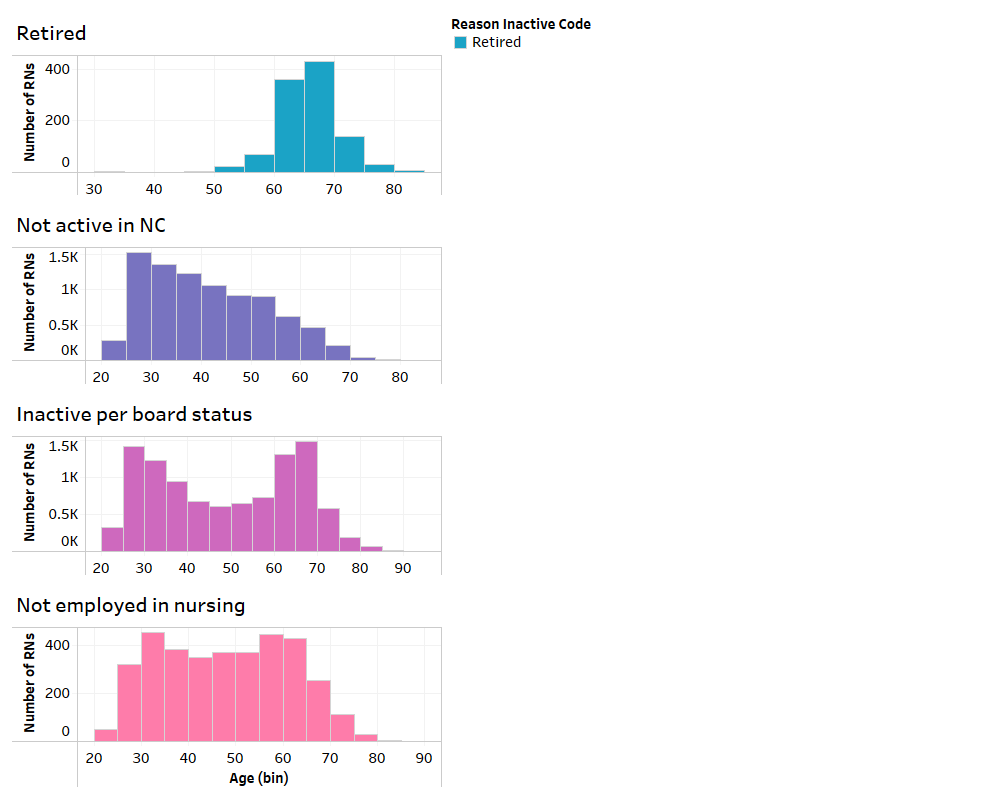 Retired
Reason Inactive Code
Retired
Number of RNs
400
200
0
30 40 50 60 70 80
Not active in NC
Number of RNs
1.5K
1K
0.5K
0K
20 30 40 50 60 70 80
Inactive per board status
Number of RNs
1.5K
1K
0.5K
0K
20 30 40 50 60 70 80 90
Not employed in nursing
Number of RNs
400
200
0
20 30 40 50 60 70 80 90
Age (bin)